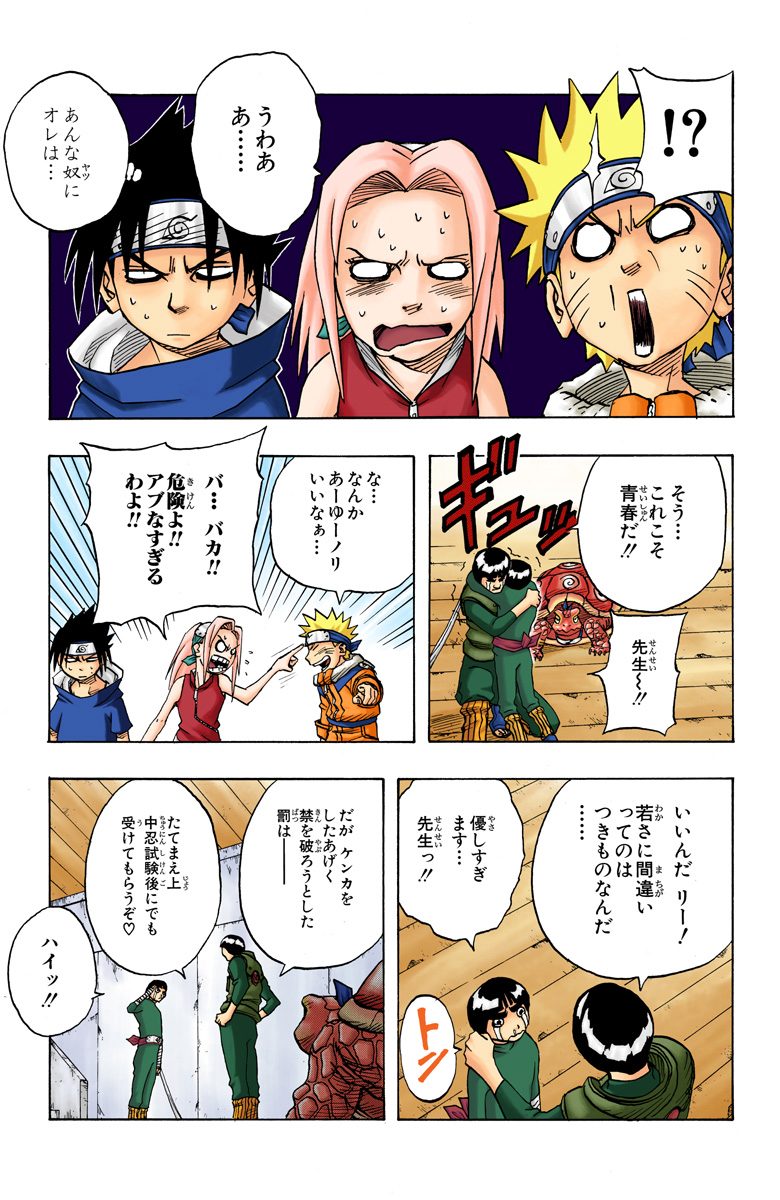 !?
うわぁ
あ……
あんな奴に
オレは…
そう…
これこそ
青春だ!!
ギュッ
先生〜!!
な…
なんか
あーゆーノリ
いいなぁ…
バ… バカ!!
危険よ!!
アブなすぎる
わよ!!
いいんだ リー!
若さに間違い
ってのは
つきものなんだ
……
優しすぎ
ます…
先生っ!!
トン
だが ケンカを
したあげく
禁を破ろうとした
罰は——
たてまえ上
中忍試験後にでも
受けてもらうぞ♡
ハイッ!!